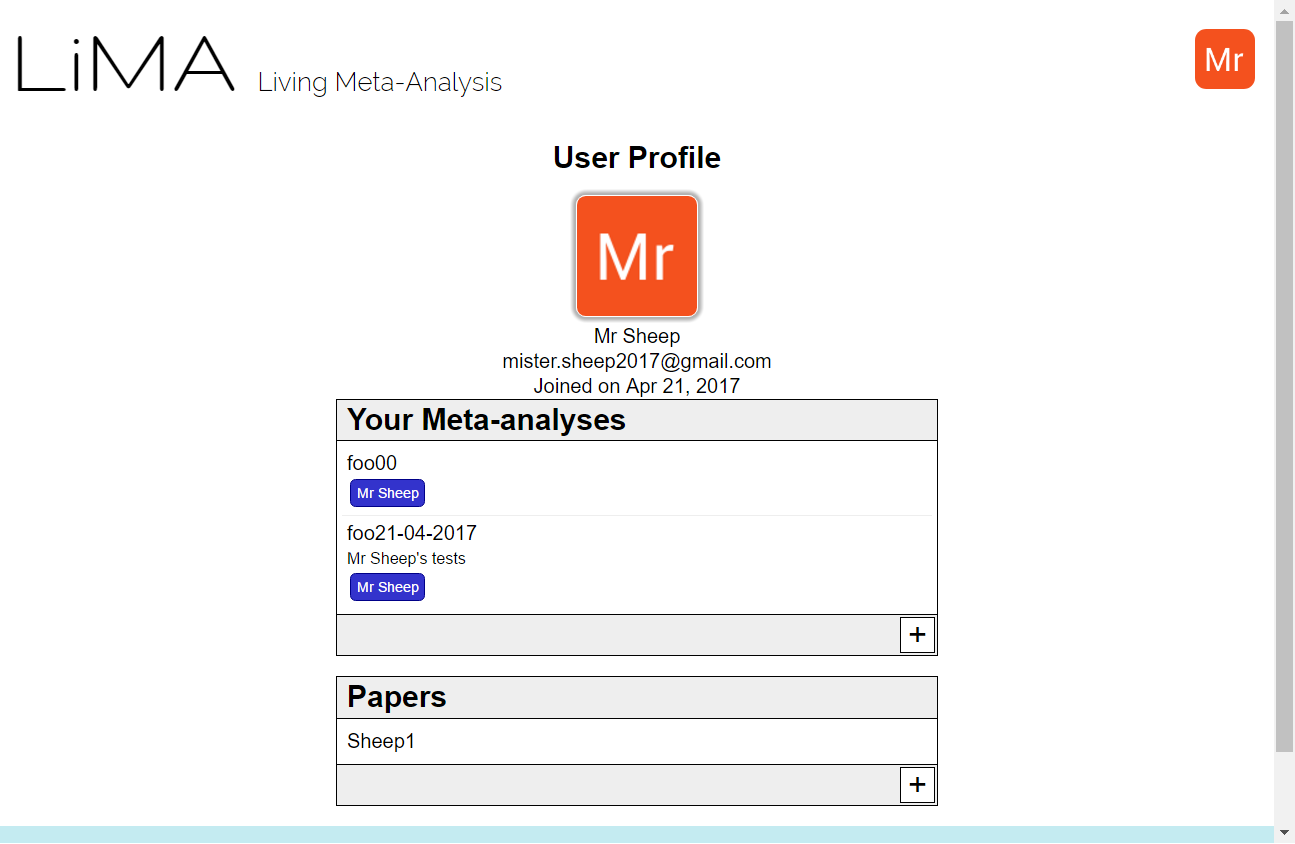 LiMA Living Meta-Analysis
Mr
User Profile
Mr
Mr Sheep
mister.sheep2017@gmail.com
Joined on Apr 21, 2017
Your Meta-analyses
foo00
Mr Sheep
foo21-04-2017
Mr Sheep's tests
Mr Sheep
+
Papers
Sheep1
+